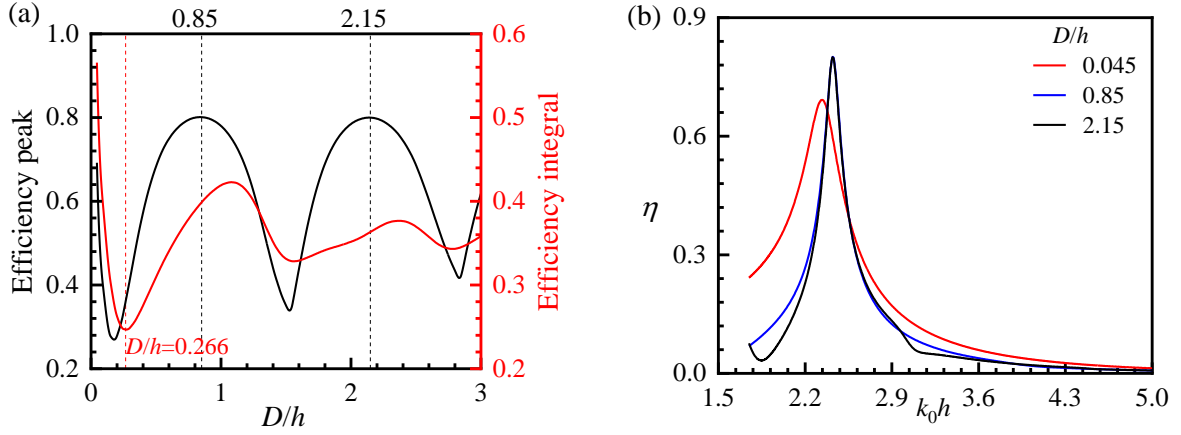 (a)
0.85 2.15
1.0
0.8
0.6
0.4
0.2
Efficiency peak
0.6
0.5
0.4
0.3
0.2
Efficiency integral
D/h=0.266
0 1 2 3
D/h
(b)
0.9
0.6
0.3
0.0
η
D/h
0.045
0.85
2.15
1.5 2.2 2.9 3.6 4.3 5.0
k₀h